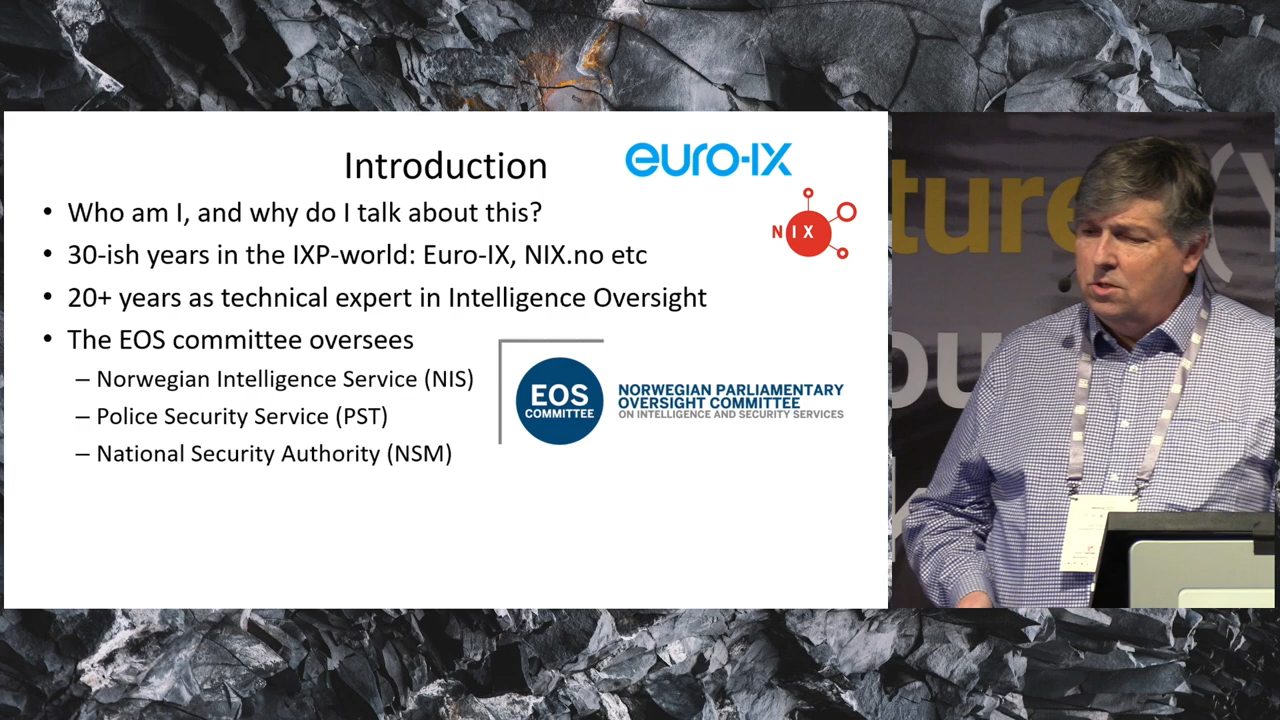 Introduction
euro-IX
NIX
• Who am I, and why do I talk about this?
• 30-ish years in the IXP-world: Euro-IX, NIX.no etc
• 20+ years as technical expert in Intelligence Oversight
• The EOS committee oversees
– Norwegian Intelligence Service (NIS)
– Police Security Service (PST)
– National Security Authority (NSM)
EOS
COMMITTEE
NORWEGIAN PARLIAMENTARY
OVERSIGHT COMMITTEE
ON INTELLIGENCE AND SECURITY SERVICES
ture